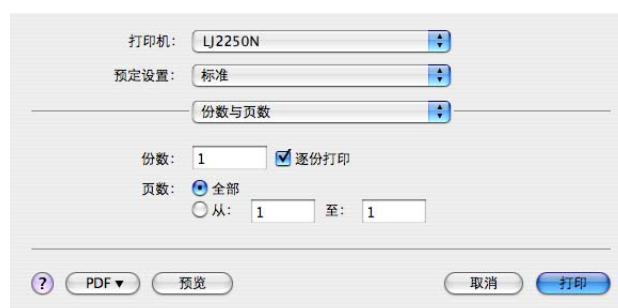 打印机: LJ2250N
预定设置: 标准
份数与页数
份数: 1 逐份打印
页数: 全部
从: 1 至: 1
? PDF▼ 预览 取消 打印